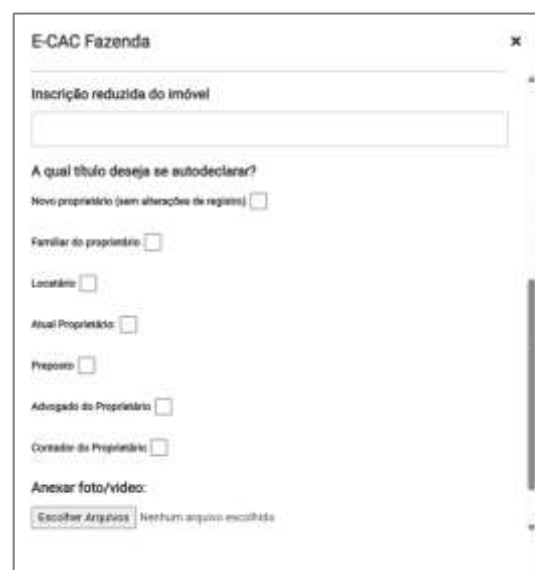 E-CAC Fazenda ×
Inscrição reduzida do imóvel
A qual título deseja se autodeclarar?
Novo proprietário (sem alterações de registro)
Familiar do proprietário
Locatário
Atual Proprietário:
Preposto
Advogado do Proprietário
Contador do Proprietário
Anexar foto/vídeo:
Escolher Arquivos Nenhum arquivo escolhido